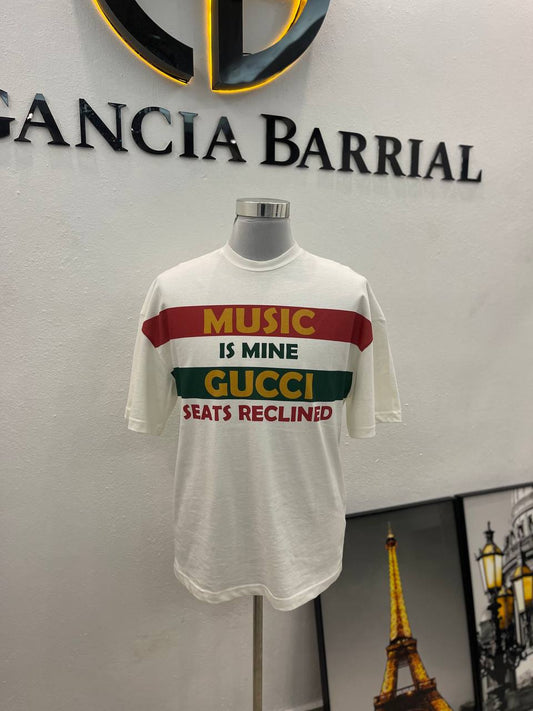 GANCIA BARRIAL
MUSIC
IS MINE
GUCCI
SEATS RECLINED